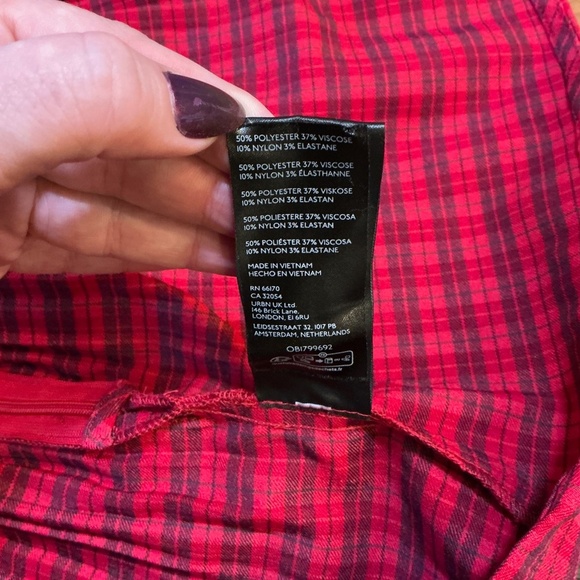 50% POLYESTER 37% VISCOSE
10% NYLON 3% ELASTANE
50% POLYESTER 37% VISCOSE
10% NYLON 3% ÉLASTHANNE
50% POLYESTER 37% VISKOSE
10% NYLON 3% ELASTAN
50% POLIESTERE 37% VISCOSA
10% NYLON 3% ELASTAN
50% POLIÉSTER 37% VISCOSA
10% NYLON 3% ELASTANE
MADE IN VIETNAM
HECHO EN VIETNAM
RN 66170
CA 32054
URBN UK Ltd.
146 Brick Lane,
LONDON, E1 6RU
LEIDSESTRAAT 32, 1017 PB
AMSTERDAM, NETHERLANDS
OB1799692